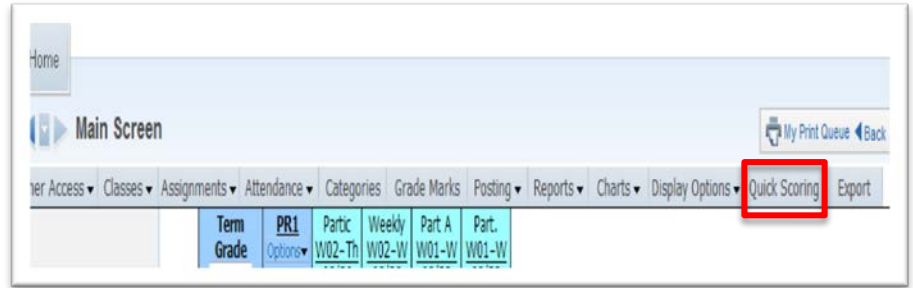 Home
Main Screen
My Print Queue Back
her Access Classes Assignments Attendance Categories Grade Marks Posting Reports Charts Display Options Quick Scoring Export
Term PR1 Partic Weekly Part A Part.
Grade Options W02-Th W02-W W01-W W01-W